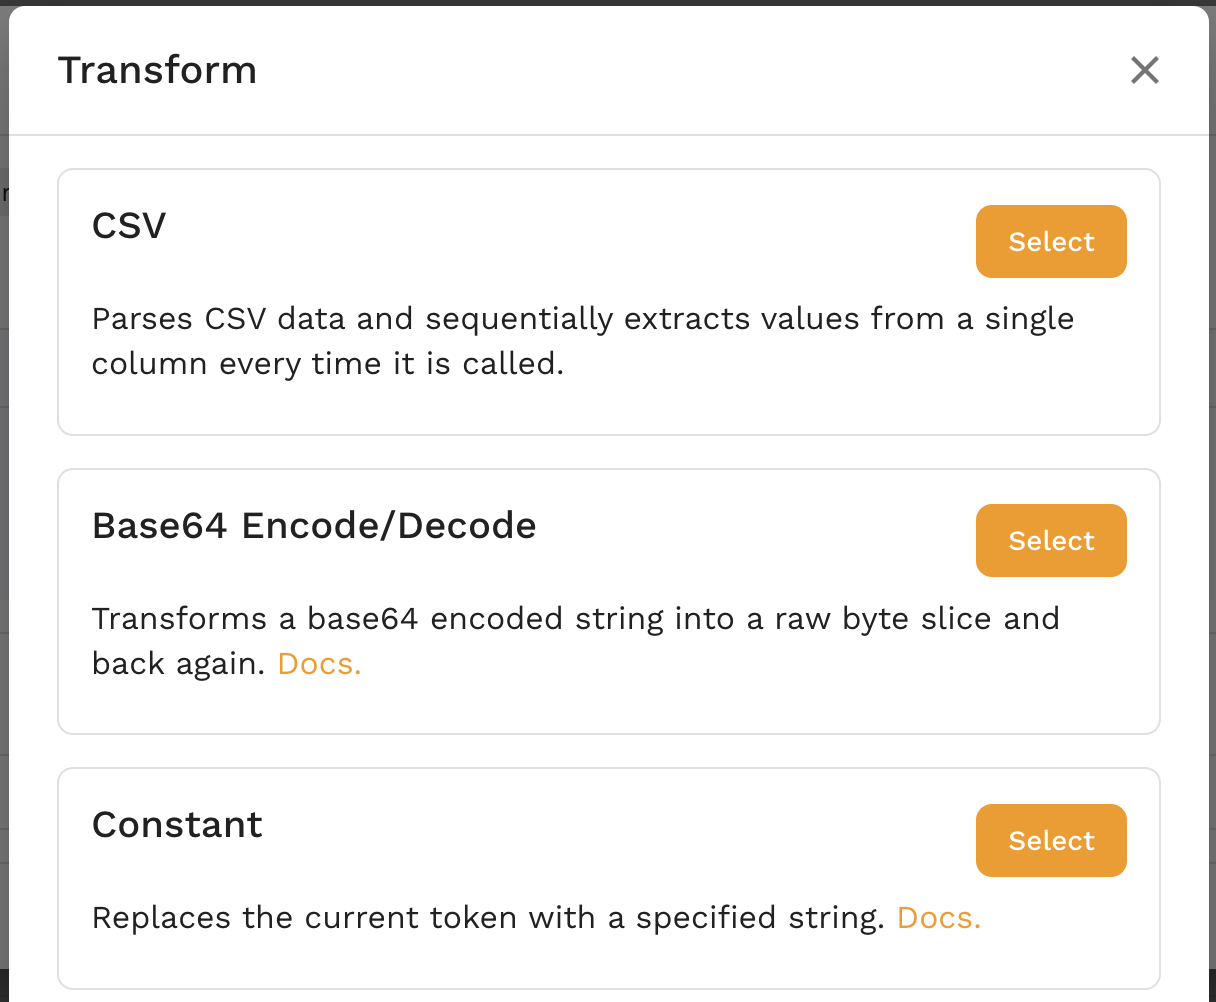 Transform
CSV
Select
Parses CSV data and sequentially extracts values from a single
column every time it is called.
Base64 Encode/Decode
Select
Transforms a base64 encoded string into a raw byte slice and
back again. Docs.
Constant
Select
Replaces the current token with a specified string. Docs.